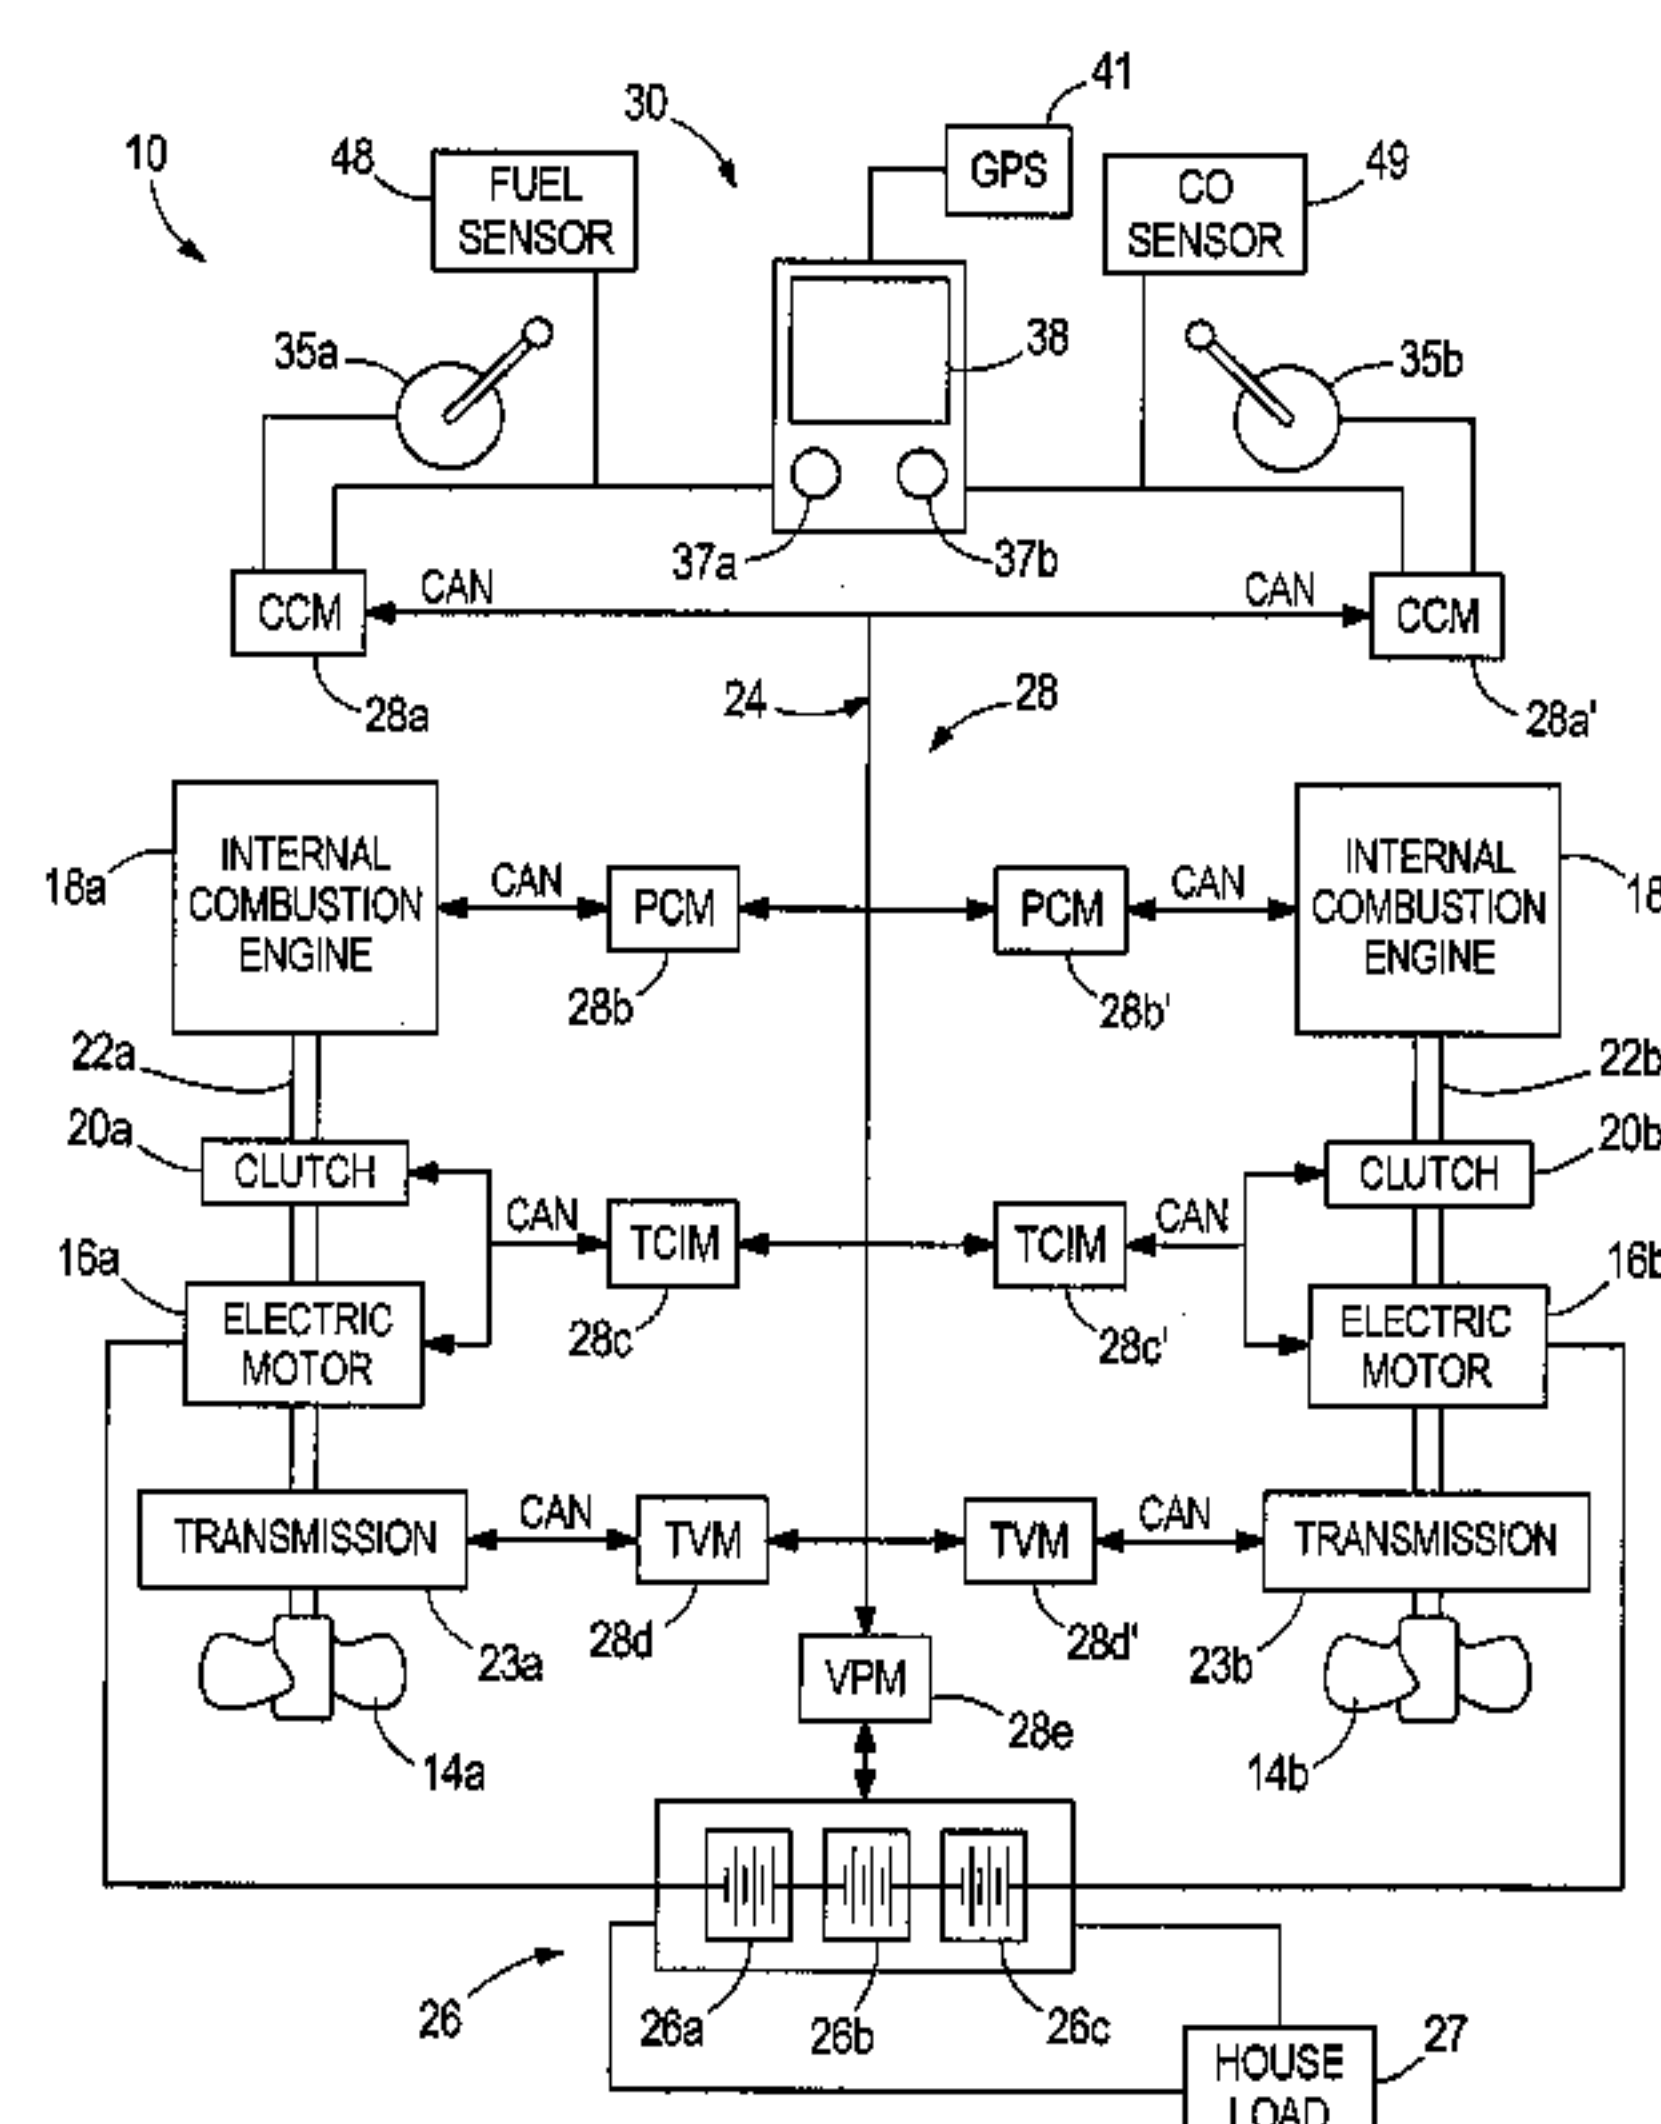 41
30
10
48
FUEL
SENSOR
GPS
CO
SENSOR
49
35a
38
35b
37a
37b
CCM
CAN
CAN
CCM
28a
24
28
28a'
18a
INTERNAL
COMBUSTION
ENGINE
CAN
PCM
PCM
CAN
INTERNAL
COMBUSTION
ENGINE
18
28b
28b'
22a
22b
20a
CLUTCH
CLUTCH
20b
CAN
TCIM
TCIM
CAN
16a
ELECTRIC
MOTOR
28c
28c'
ELECTRIC
MOTOR
16b
TRANSMISSION
CAN
TVM
TVM
CAN
TRANSMISSION
23a
28d
28d'
23b
VPM
28e
14a
14b
26
26a
26b
26c
27
HOUSE
LOAD